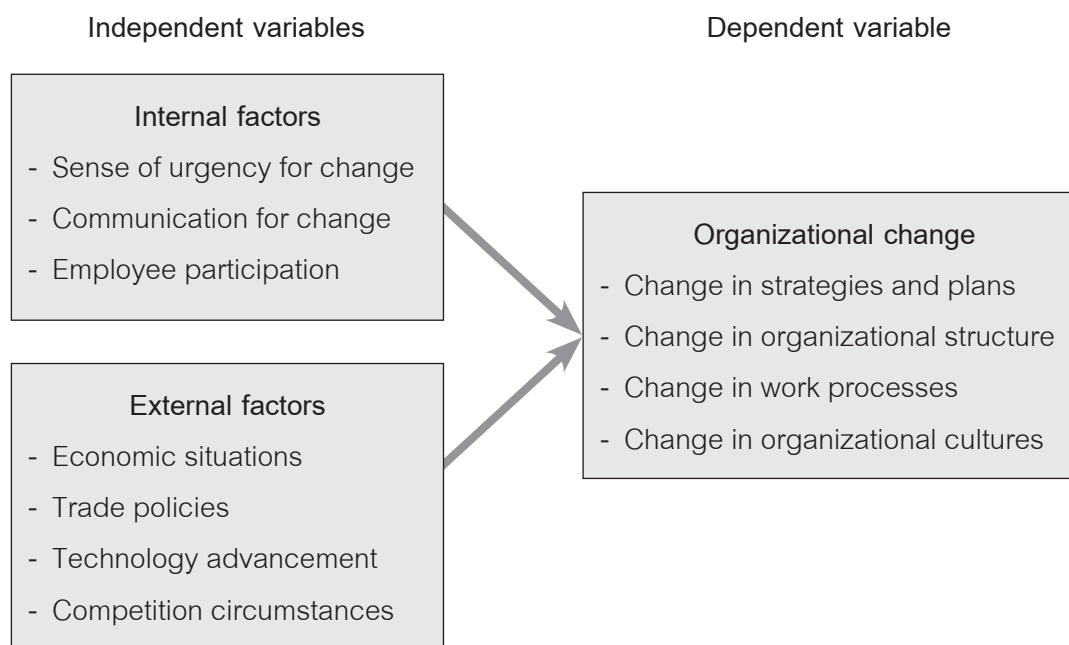 Independent variables
Dependent variable
Internal factors
- Sense of urgency for change
- Communication for change
- Employee participation
External factors
- Economic situations
- Trade policies
- Technology advancement
- Competition circumstances
Organizational change
- Change in strategies and plans
- Change in organizational structure
- Change in work processes
- Change in organizational cultures